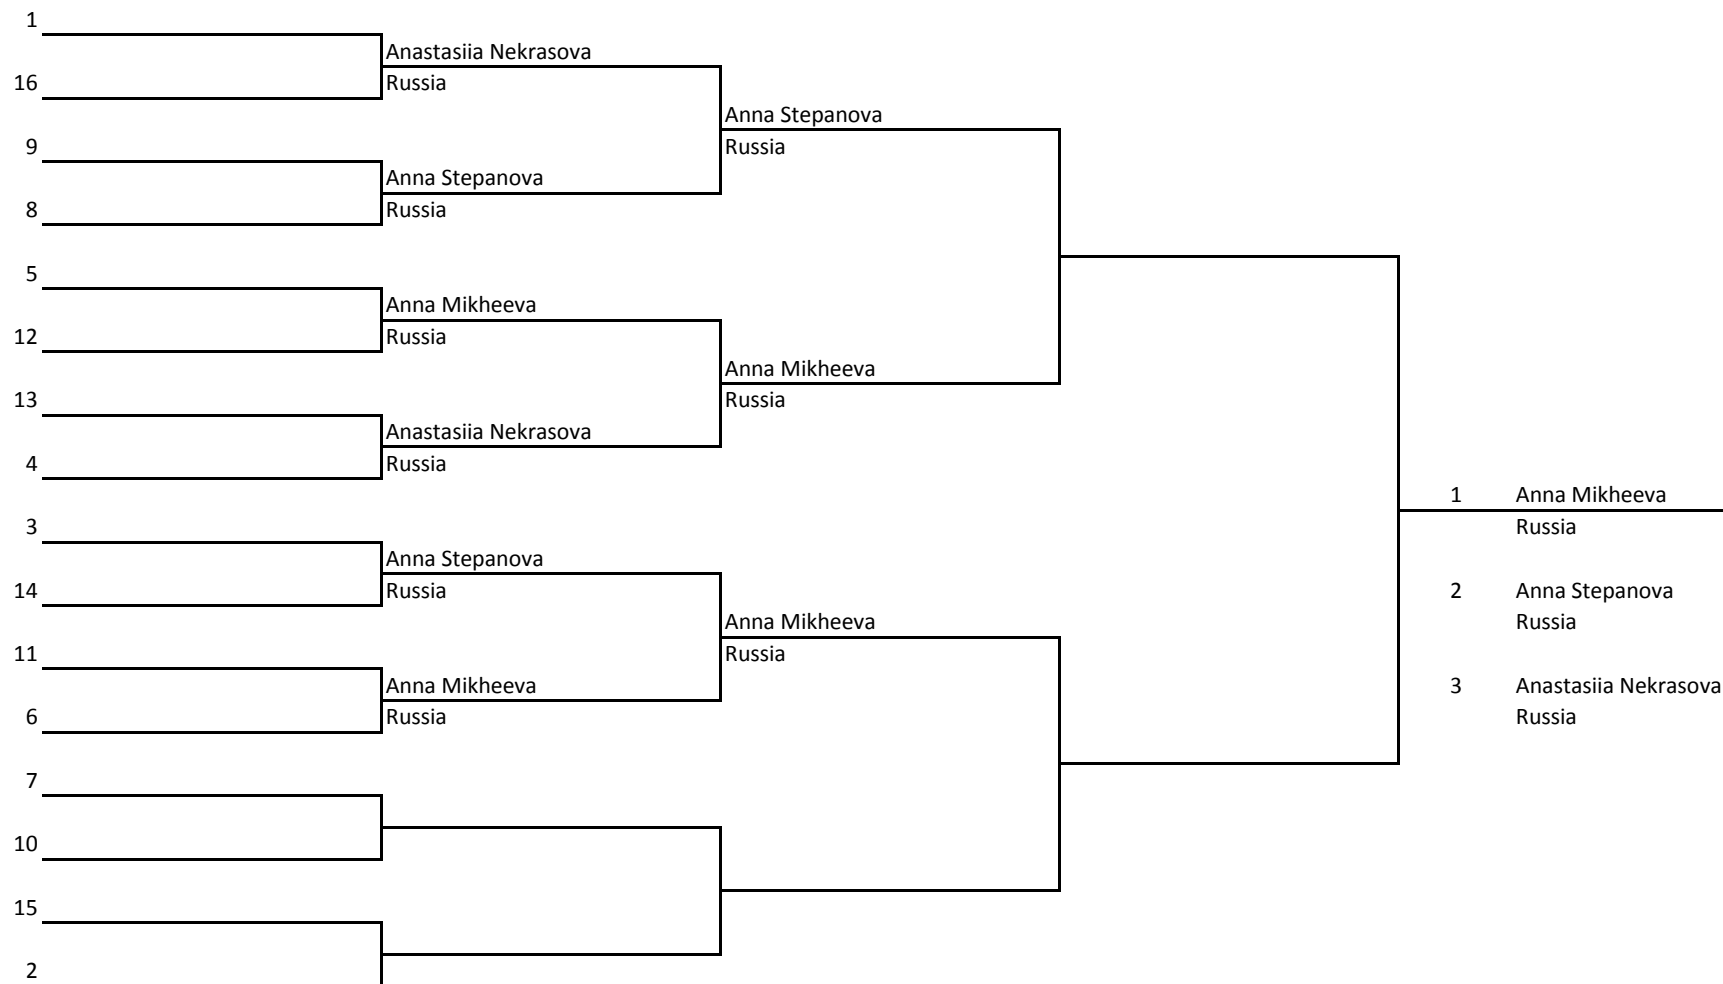 1
Anastasiia Nekrasova
16
Russia
Anna Stepanova
9
Russia
Anna Stepanova
8
Russia
5
Anna Mikheeva
12
Russia
Anna Mikheeva
13
Russia
Anastasiia Nekrasova
4
Russia
1 Anna Mikheeva
3
Russia
Anna Stepanova
14
Russia
2 Anna Stepanova
Anna Mikheeva
Russia
11
Russia
Anna Mikheeva
3 Anastasiia Nekrasova
6
Russia
Russia
7
10
15
2